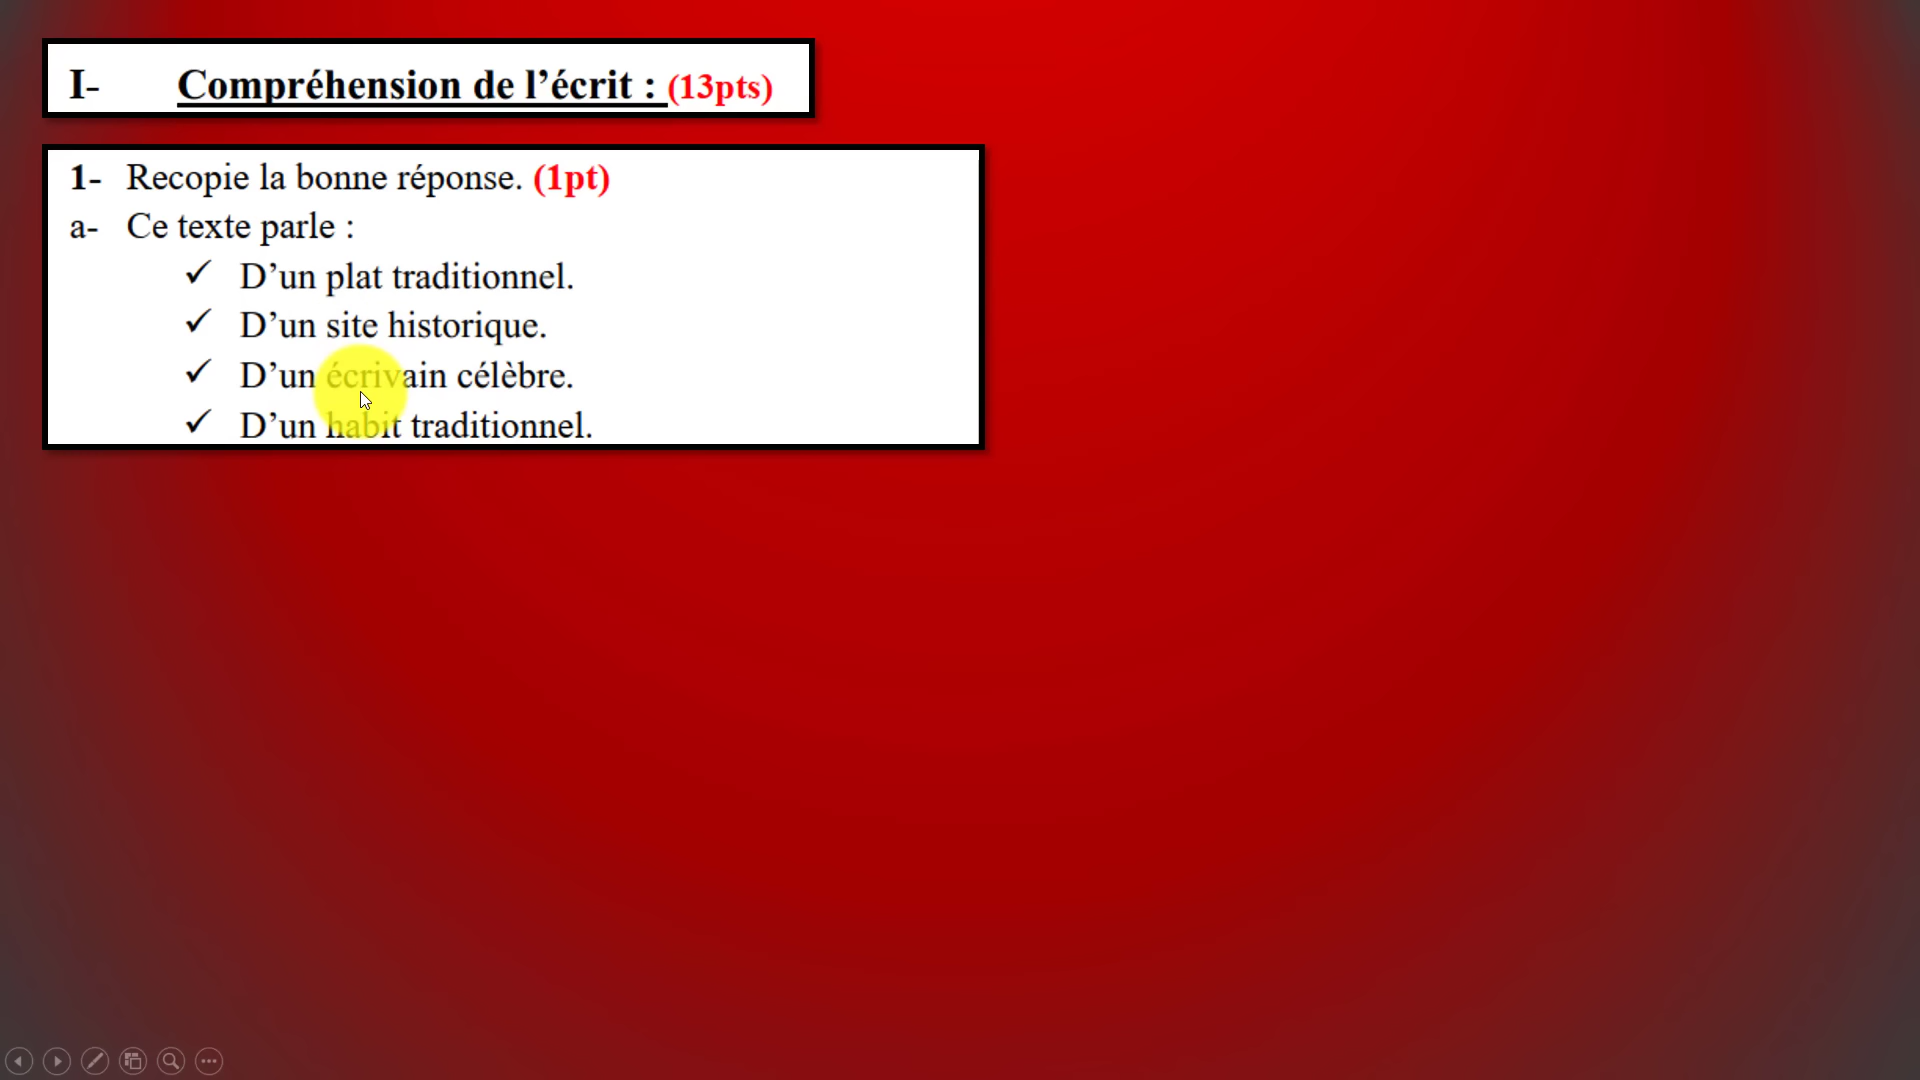 I- Compréhension de l’écrit : (13pts)
1- Recopie la bonne réponse. (1pt)
a- Ce texte parle :
✓ D’un plat traditionnel.
✓ D’un site historique.
✓ D’un écrivain célèbre.
✓ D’un habit traditionnel.